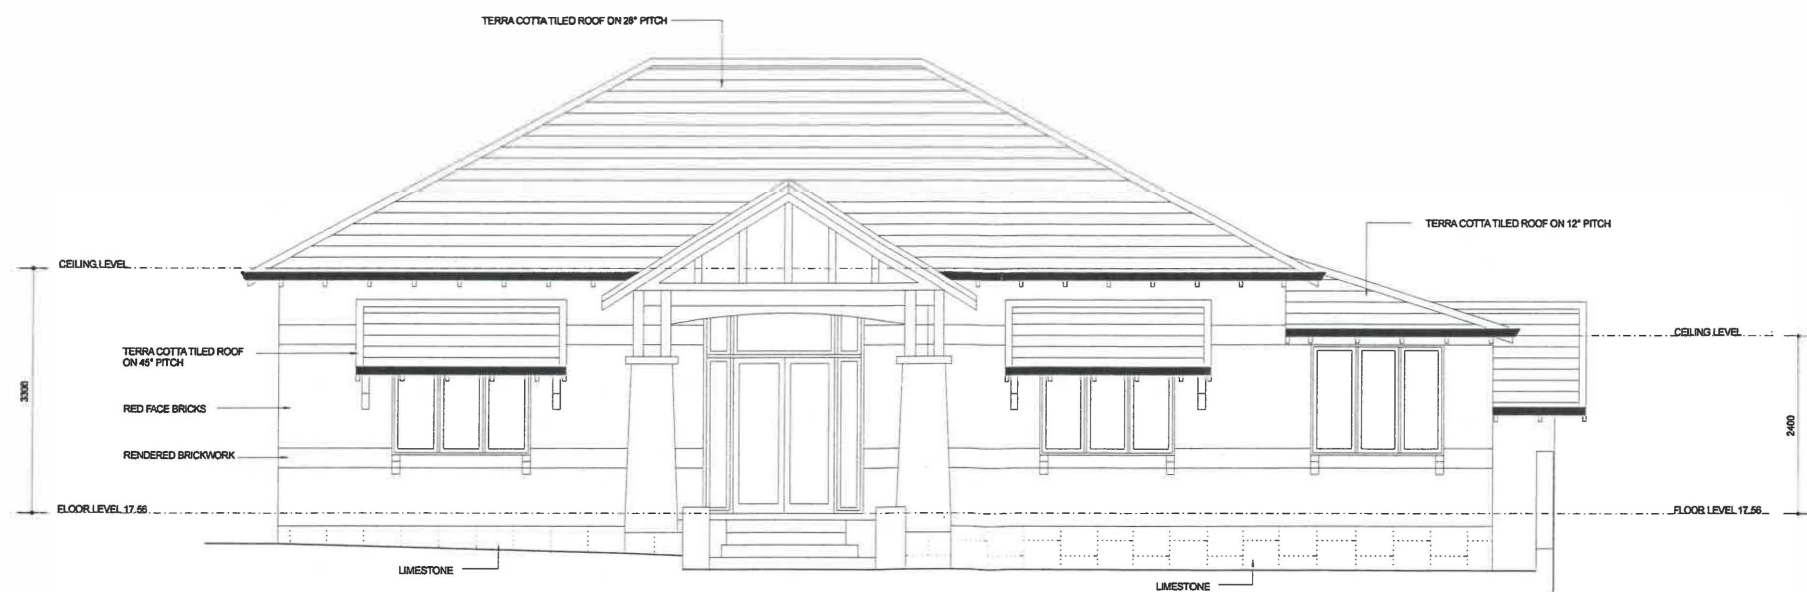 TERRA COTTA TILED ROOF ON 28° PITCH
TERRA COTTA TILED ROOF ON 12° PITCH
CEILING LEVEL
CEILING LEVEL
TERRA COTTA TILED ROOF
ON 45° PITCH
3300
RED FACE BRICKS
2400
RENDERED BRICKWORK
FLOOR LEVEL 17.56
FLOOR LEVEL 17.56
LIMESTONE
LIMESTONE